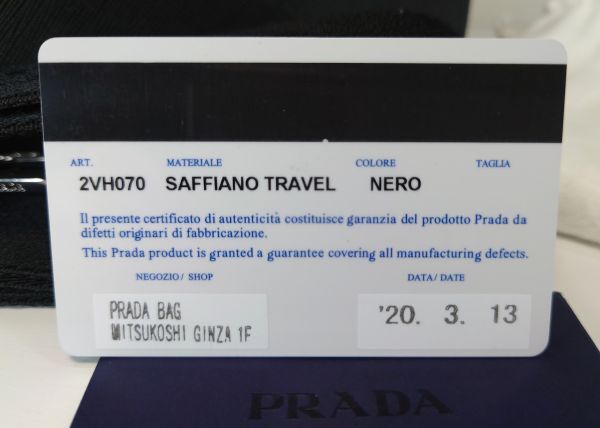 ART. MATERIALE COLORE TAGLIA
2VH070 SAFFIANO TRAVEL NERO
Il presente certificato di autenticità costituisce garanzia del prodotto Prada da
difetti originari di fabbricazione.
This Prada product is granted a guarantee covering all manufacturing defects.
NEGOZIO/ SHOP DATA/ DATE
PRADA BAG
MITSUKOSHI GINZA 1F
'20. 3. 13
PRADA